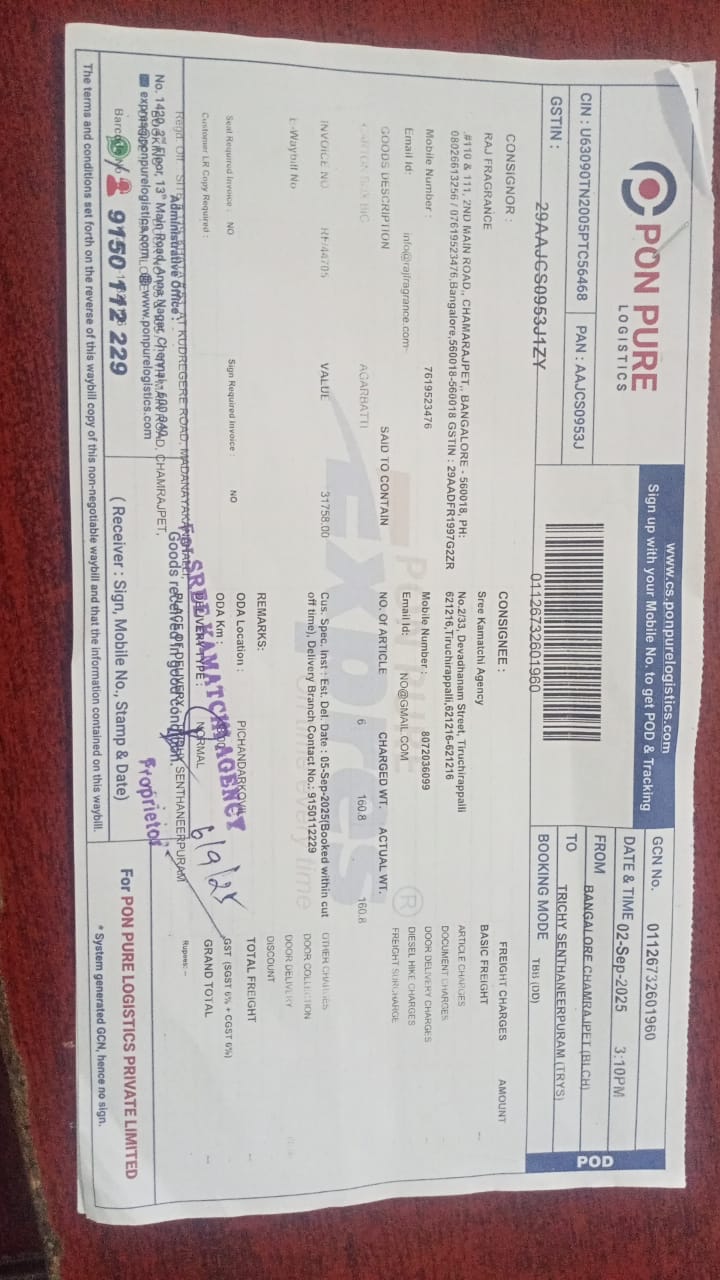 PON PURE
LOGISTICS
www.cs.ponpurelogistics.com
Sign up with your Mobile No. to get POD & Tracking
GCN No. 01126732601960
DATE & TIME 02-Sep-2025 3:10PM
CIN : U63090TN2005PTC56468 PAN : AAJCS0953J
FROM BANGALORE CHAMRAJPET (BLCH)
TO TRICHY SENTHANEERPURAM (TRYS)
GSTIN : 29AAJCS0953J1ZY
01126732601960
BOOKING MODE TBB (DD)
POD
CONSIGNOR :
RAJ FRAGRANCE
#110 & 111, 2ND MAIN ROAD,, CHAMARAJPET,, BANGALORE - 560018, PH:
08026613256 / 07619523476,Bangalore,560018-560018 GSTIN : 29AADFR1997G2ZR
Mobile Number : 7619523476
Email Id: info@rajfragrance.com
CONSIGNEE :
Sree Kamatchi Agency
No.2/33, Devadhanam Street, Tiruchirappalli
621216,Tiruchirappalli,621216-621216
Mobile Number : 8072036099
Email Id: NO@GMAIL.COM
FREIGHT CHARGES AMOUNT
BASIC FREIGHT --
ARTICLE CHARGES
DOCUMENT CHARGES
DOOR DELIVERY CHARGES
DIESEL HIKE CHARGES
FREIGHT SURCHARGE
GOODS DESCRIPTION SAID TO CONTAIN NO. Of ARTICLE CHARGED WT. ACTUAL WT.
AGARBATTI 6 160.8 160.8
INVOICE NO RF/44705 VALUE 31758.00
Cus. Spec. Inst : Est. Del. Date : 05-Sep-2025(Booked within cut
off time), Delivery Branch Contact No.: 9150112229
E-Waybill No
OTHER CHARGES
DOOR COLLECTION
DOOR DELIVERY
DISCOUNT
TOTAL FREIGHT --
GST (SGST 6% + CGST 6%)
GRAND TOTAL --
Rupees: --
REMARKS:
ODA Location : PICHANDARKOVIL
ODA Km :
DELIVERY TYPE : NORMAL
PLACE OF DELIVERY SENTHANEERPURAM
Seal Required Invoice : NO Sign Required Invoice : NO
Customer LR Copy Required :
Administrative Office :
No. 1420, 2nd Floor, 13th Main Road, Anna Nagar, Chennai - 600 040
www.ponpurelogistics.com
9150 112 229
Goods received in good condition.
For SREE KAMATCHI AGENCY
6/9/25
Proprietor
( Receiver : Sign, Mobile No., Stamp & Date)
For PON PURE LOGISTICS PRIVATE LIMITED
The terms and conditions set forth on the reverse of this waybill copy of this non-negotiable waybill and that the information contained on this waybill.
* System generated GCN, hence no sign.